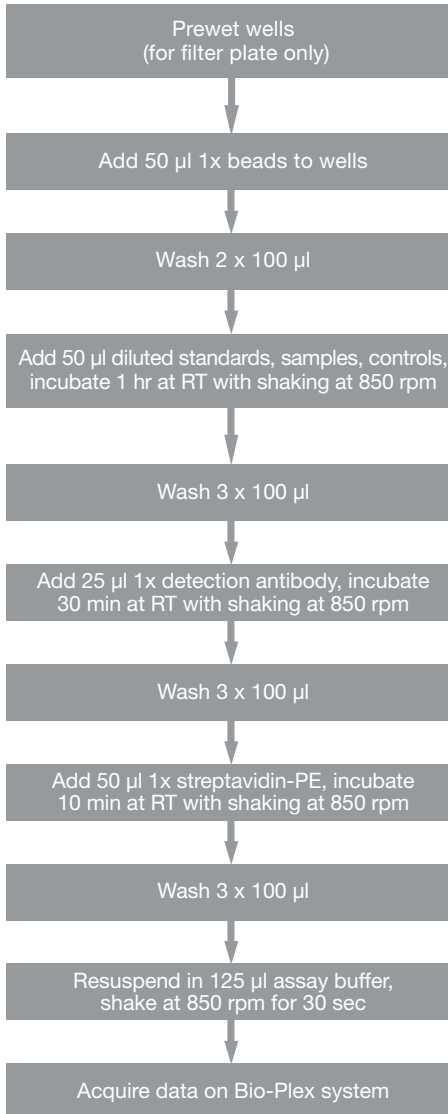 Prewet wells
(for filter plate only)
Add 50 µl 1x beads to wells
Wash 2 x 100 µl
Add 50 µl diluted standards, samples, controls,
incubate 1 hr at RT with shaking at 850 rpm
Wash 3 x 100 µl
Add 25 µl 1x detection antibody, incubate
30 min at RT with shaking at 850 rpm
Wash 3 x 100 µl
Add 50 µl 1x streptavidin-PE, incubate
10 min at RT with shaking at 850 rpm
Wash 3 x 100 µl
Resuspend in 125 µl assay buffer,
shake at 850 rpm for 30 sec
Acquire data on Bio-Plex system